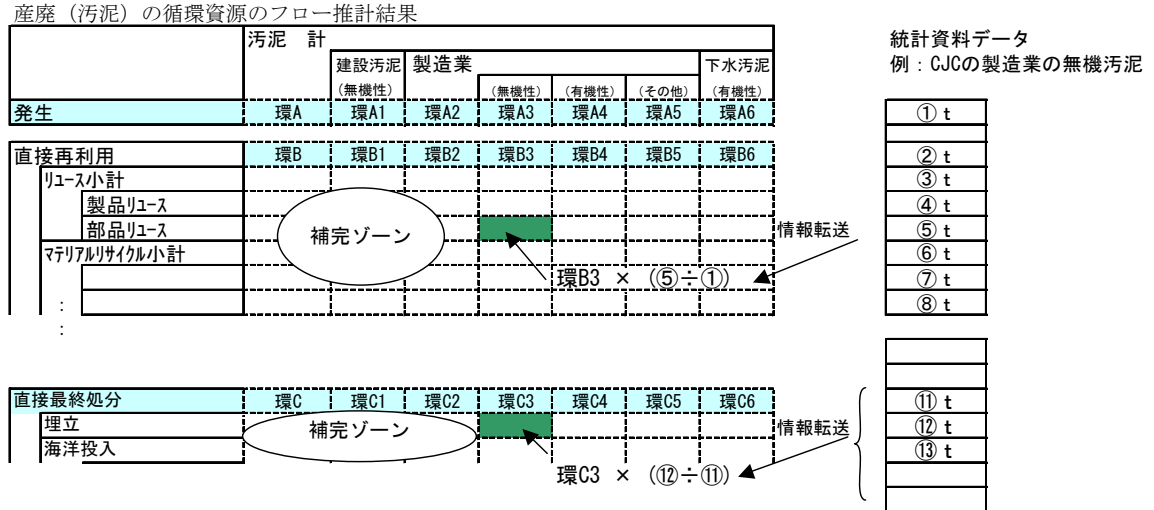 産廃（汚泥）の循環資源のフロー推計結果
汚泥　計
統計資料データ
建設汚泥 製造業 下水汚泥
例：CJCの製造業の無機汚泥
(無機性) (無機性) (有機性) (その他) (有機性)
発生 環A 環A1 環A2 環A3 環A4 環A5 環A6 ① t
直接再利用 環B 環B1 環B2 環B3 環B4 環B5 環B6 ② t
リユース小計 ③ t
製品リユース ④ t
部品リユース 補完ゾーン 情報転送 ⑤ t
マテリアルリサイクル小計 ⑥ t
環B3 × （⑤÷①） ⑦ t
： ⑧ t
：
直接最終処分 環C 環C1 環C2 環C3 環C4 環C5 環C6 ⑪ t
埋立 補完ゾーン 情報転送 ⑫ t
海洋投入 ⑬ t
環C3 × （⑫÷⑪）